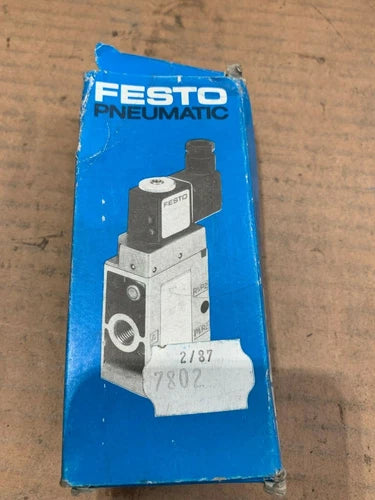 FESTO
PNEUMATIC
FESTO
2/87
7802